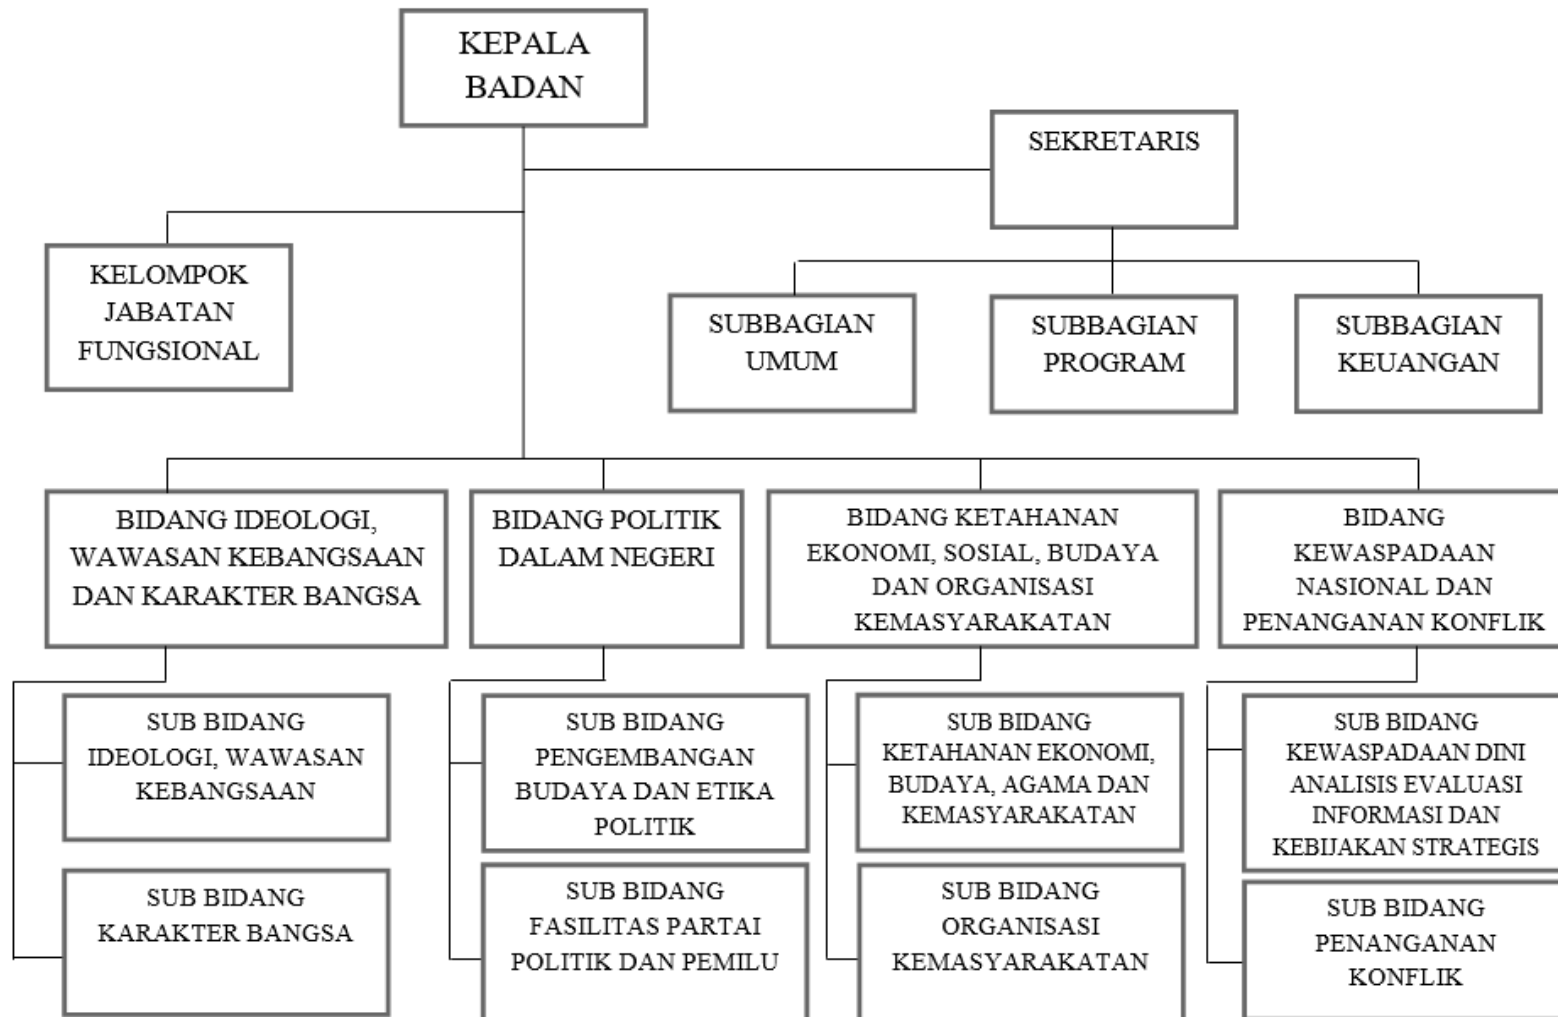 KEPALA
BADAN
SEKRETARIS
KELOMPOK
JABATAN
FUNGSIONAL
SUBBAGIAN
UMUM
SUBBAGIAN
PROGRAM
SUBBAGIAN
KEUANGAN
BIDANG IDEOLOGI,
WAWASAN KEBANGSAAN
DAN KARAKTER BANGSA
BIDANG POLITIK
DALAM NEGERI
BIDANG KETAHANAN
EKONOMI, SOSIAL, BUDAYA
DAN ORGANISASI
KEMASYARAKATAN
BIDANG
KEWASPADAAN
NASIONAL DAN
PENANGANAN KONFLIK
SUB BIDANG
IDEOLOGI, WAWASAN
KEBANGSAAN
SUB BIDANG
PENGEMBANGAN
BUDAYA DAN ETIKA
POLITIK
SUB BIDANG
KETAHANAN EKONOMI,
BUDAYA, AGAMA DAN
KEMASYARAKATAN
SUB BIDANG
KEWASPADAAN DINI
ANALISIS EVALUASI
INFORMASI DAN
KEBIJAKAN STRATEGIS
SUB BIDANG
KARAKTER BANGSA
SUB BIDANG
FASILITAS PARTAI
POLITIK DAN PEMILU
SUB BIDANG
ORGANISASI
KEMASYARAKATAN
SUB BIDANG
PENANGANAN
KONFLIK